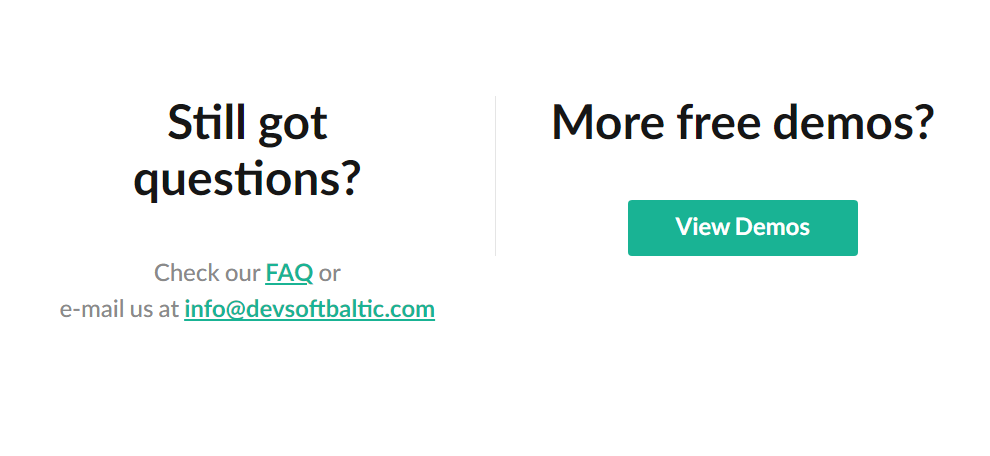 Still got
questions?
Check our FAQ or
e-mail us at info@devsoftbaltic.com
More free demos?
View Demos